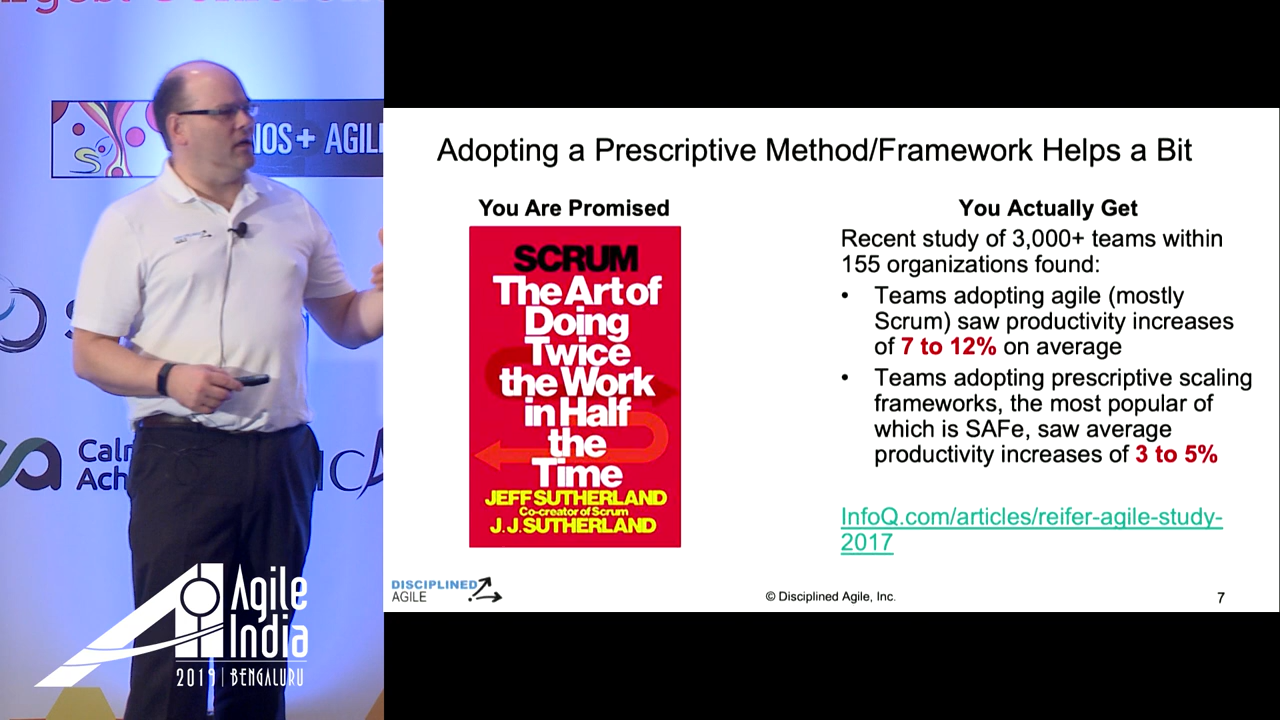 IOS+ AGIL
Calr
Ach
Agile
India
2019 | BENGALURU
Adopting a Prescriptive Method/Framework Helps a Bit
You Are Promised
SCRUM
The Art of
Doing
Twice
the Work
in Half
the
Time
JEFF SUTHERLAND
Co-creator of Scrum
J.J. SUTHERLAND
You Actually Get
Recent study of 3,000+ teams within
155 organizations found:
• Teams adopting agile (mostly
Scrum) saw productivity increases
of 7 to 12% on average
• Teams adopting prescriptive scaling
frameworks, the most popular of
which is SAFe, saw average
productivity increases of 3 to 5%
InfoQ.com/articles/reifer-agile-study-
2017
DISCIPLINED
AGILE
© Disciplined Agile, Inc.
7